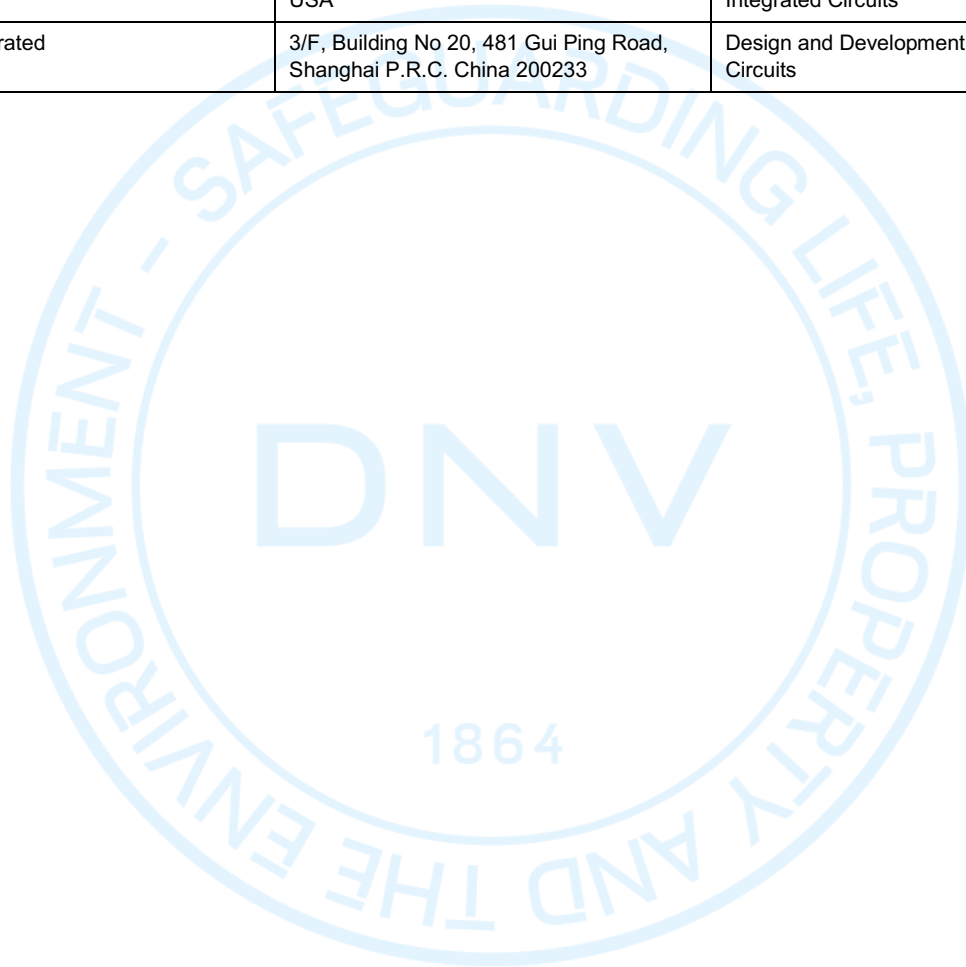 USA
Integrated Circuits
rated
3/F, Building No 20, 481 Gui Ping Road,
Shanghai P.R.C. China 200233
Design and Development
Circuits
SAFEGUARDING LIFE, PROPERTY AND THE ENVIRONMENT -
DNV
1864